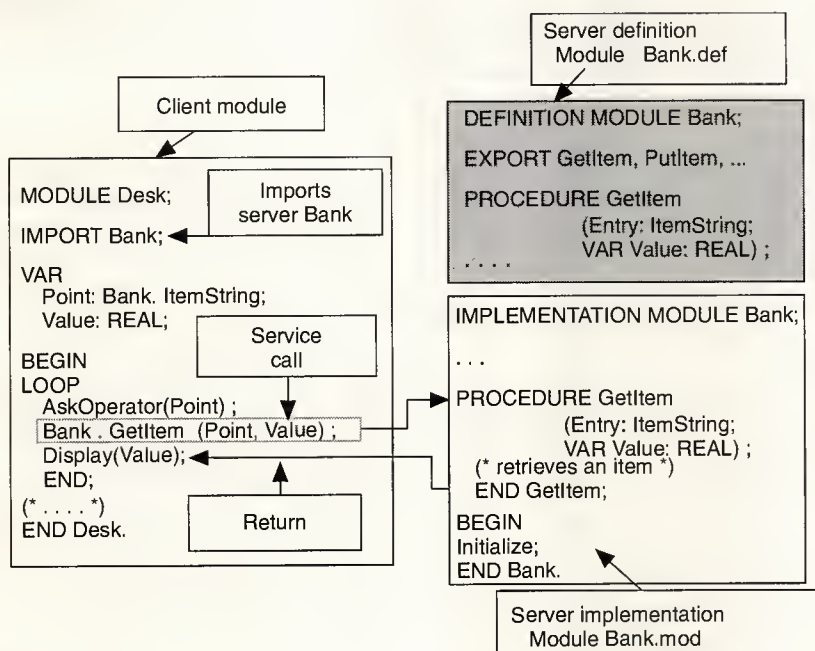 Server definition
Module Bank.def
Client module
DEFINITION MODULE Bank;
EXPORT GetItem, PutItem, ...
PROCEDURE GetItem
(Entry: ItemString;
VAR Value: REAL) ;
. . . .
MODULE Desk;
Imports
server Bank
IMPORT Bank;
VAR
Point: Bank. ItemString;
Value: REAL;
Service
call
BEGIN
LOOP
AskOperator(Point) ;
Bank . GetItem (Point, Value) ;
Display(Value);
END;
(* . . . . *)
END Desk.
Return
IMPLEMENTATION MODULE Bank;
. . .
PROCEDURE GetItem
(Entry: ItemString;
VAR Value: REAL) ;
(* retrieves an item *)
END GetItem;
BEGIN
Initialize;
END Bank.
Server implementation
Module Bank.mod